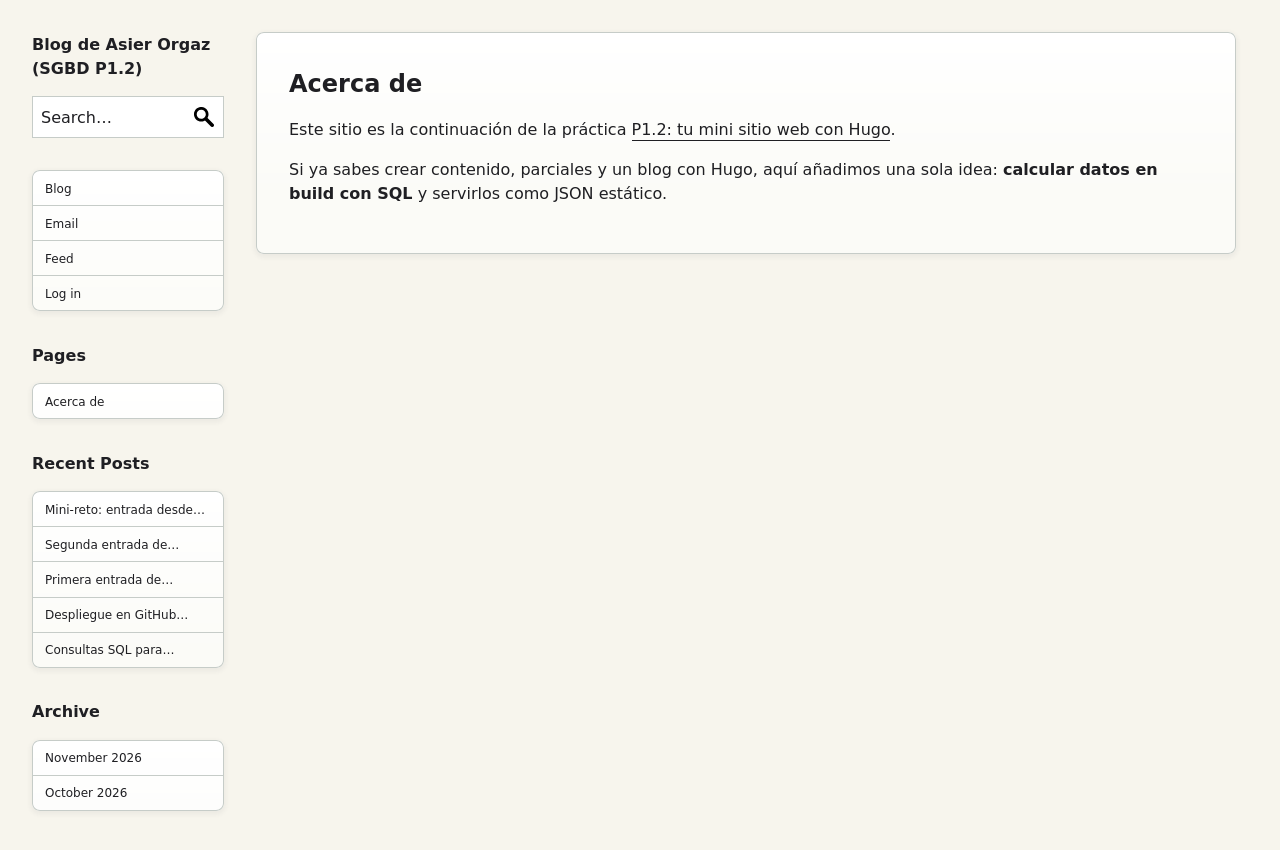 Blog de Asier Orgaz
(SGBD P1.2)
Search…
Blog
Email
Feed
Log in
Pages
Acerca de
Recent Posts
Mini-reto: entrada desde…
Segunda entrada de…
Primera entrada de…
Despliegue en GitHub…
Consultas SQL para…
Archive
November 2026
October 2026
Acerca de
Este sitio es la continuación de la práctica P1.2: tu mini sitio web con Hugo.
Si ya sabes crear contenido, parciales y un blog con Hugo, aquí añadimos una sola idea: calcular datos en
build con SQL y servirlos como JSON estático.